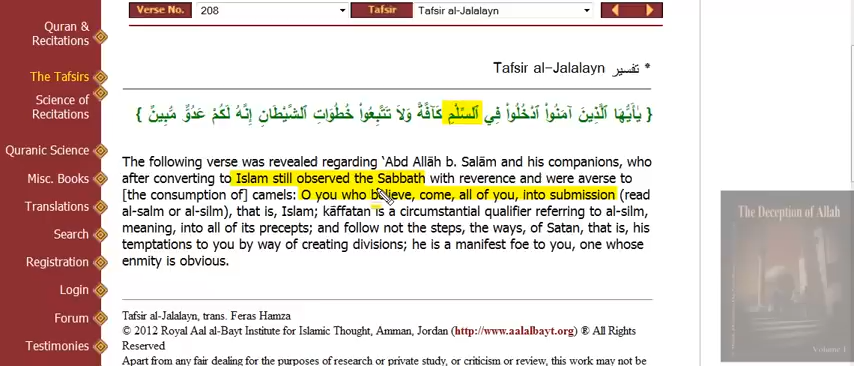 Verse No. 208 Tafsir Tafsir al-Jalalayn
Quran &
Recitations
The Tafsirs
Science of
Recitations
Quranic Science
Misc. Books
Translations
Search
Registration
Login
Forum
Testimonies
* تفسير Tafsir al-Jalalayn
{ يٰأَيُّهَا ٱلَّذِينَ آمَنُواْ ٱدْخُلُواْ فِي ٱلسِّلْمِ كَآفَّةً وَلاَ تَتَّبِعُواْ خُطُوَاتِ ٱلشَّيْطَانِ إِنَّهُ لَكُمْ عَدُوٌّ مُّبِينٌ }
The following verse was revealed regarding ‘Abd Allāh b. Salām and his companions, who
after converting to Islam still observed the Sabbath with reverence and were averse to
[the consumption of] camels: O you who believe, come, all of you, into submission (read
al-salm or al-silm), that is, Islam; kāffatan is a circumstantial qualifier referring to al-silm,
meaning, into all of its precepts; and follow not the steps, the ways, of Satan, that is, his
temptations to you by way of creating divisions; he is a manifest foe to you, one whose
enmity is obvious.
Tafsir al-Jalalayn, trans. Feras Hamza
© 2012 Royal Aal al-Bayt Institute for Islamic Thought, Amman, Jordan (http://www.aalalbayt.org) ® All Rights
Reserved
Apart from any fair dealing for the purposes of research or private study, or criticism or review, this work may not be
The Deception of Allah
Volume 1